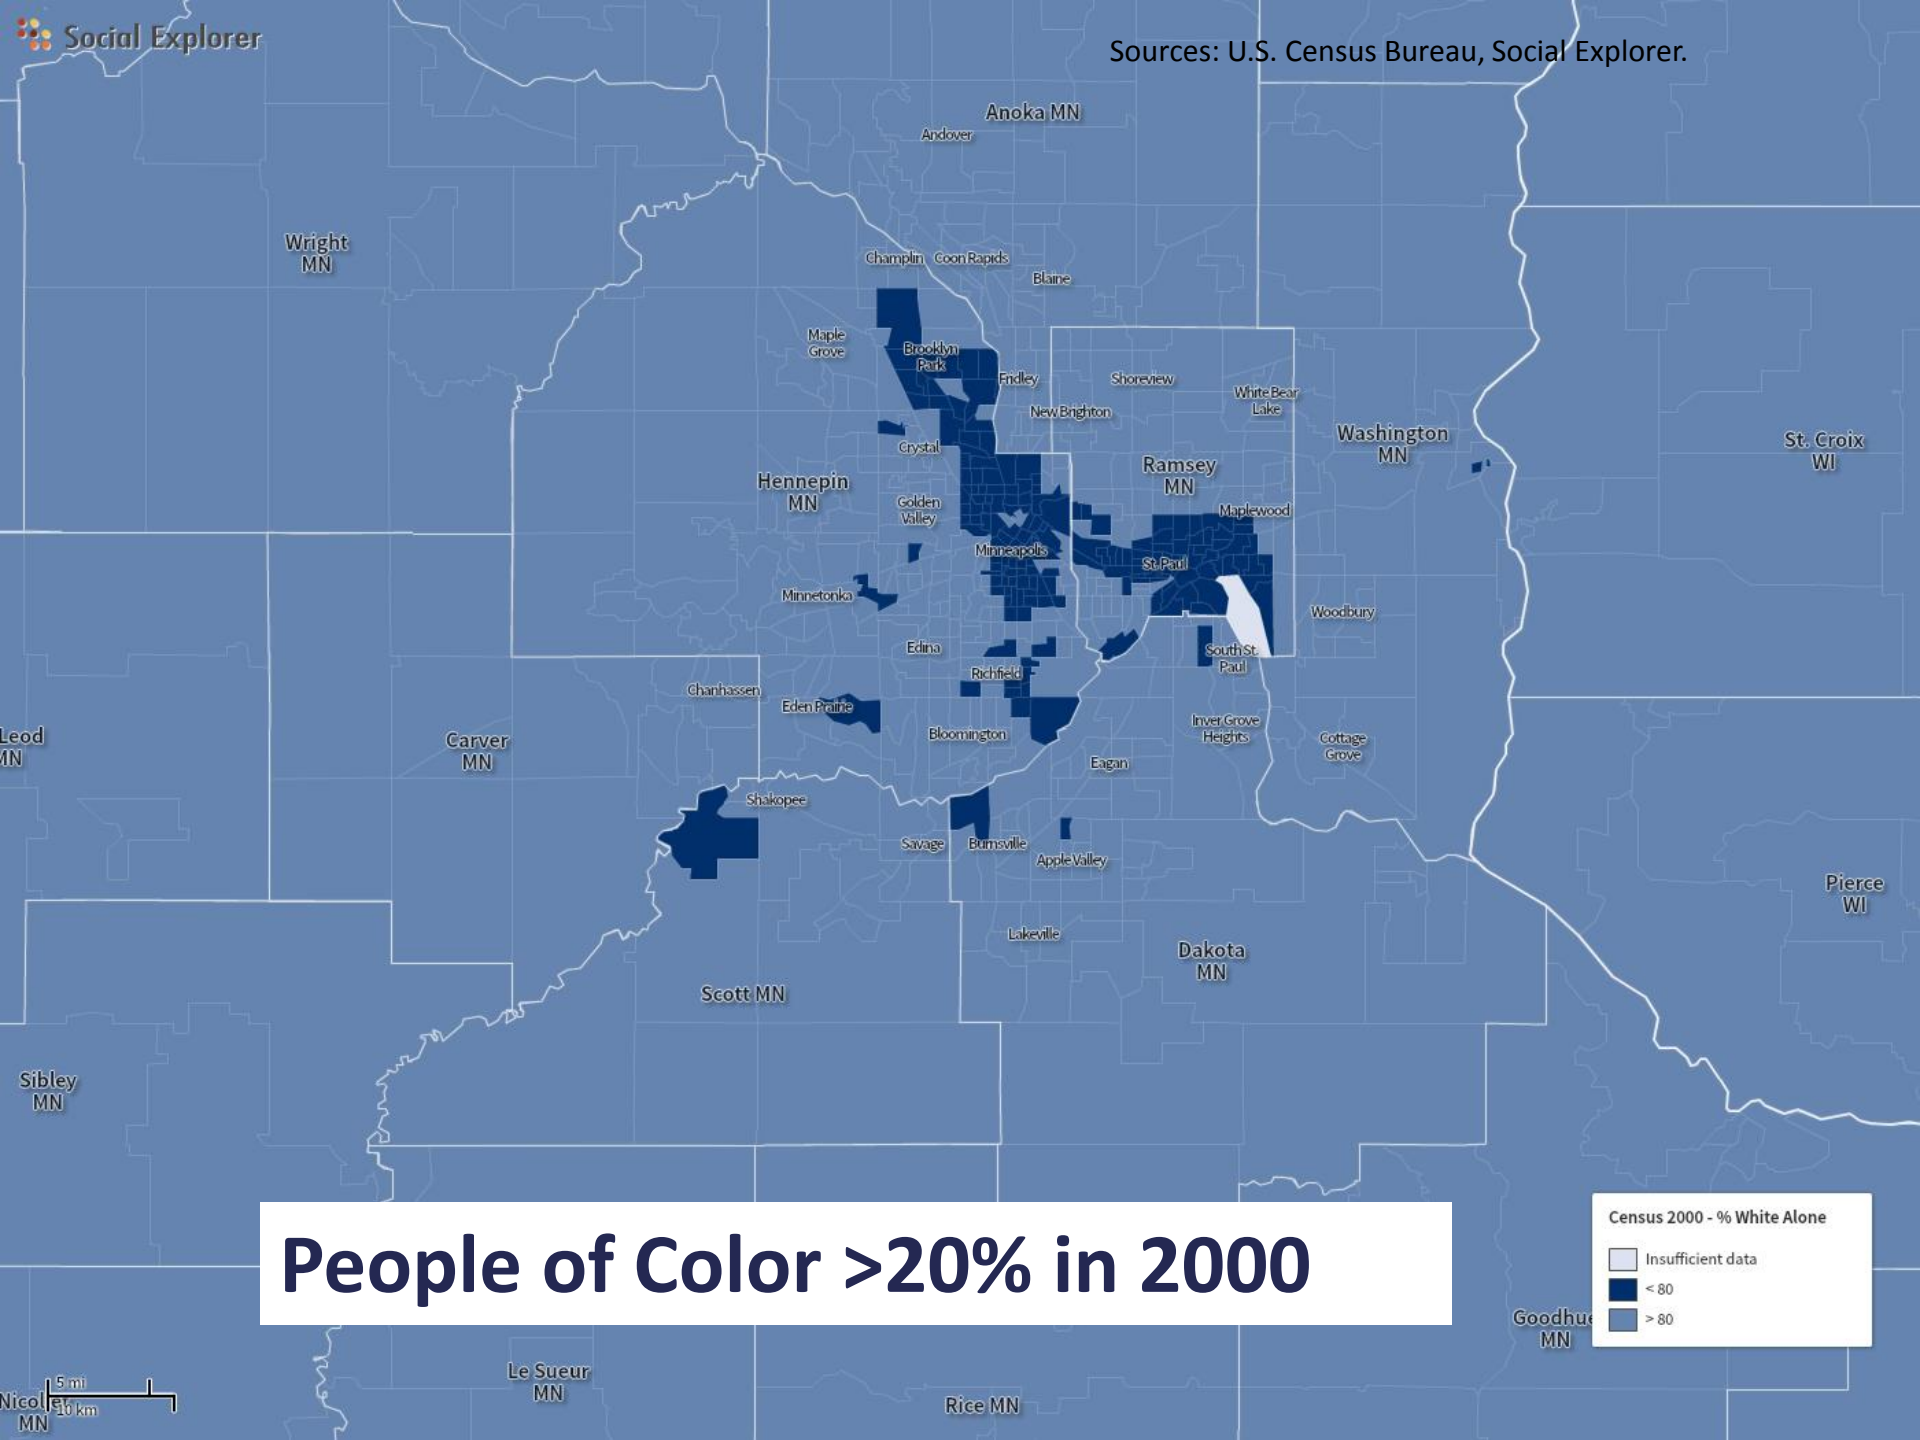 Social Explorer
Sources: U.S. Census Bureau, Social Explorer.
Anoka MN
Andover
Wright
MN
Champlin
Coon Rapids
Blaine
Maple
Grove
Brooklyn
Park
Fridley
Shoreview
White Bear
Lake
New Brighton
Crystal
Washington
MN
St. Croix
WI
Ramsey
MN
Hennepin
MN
Golden
Valley
Maplewood
Minneapolis
St. Paul
Minnetonka
Woodbury
Edina
South St.
Paul
Richfield
Chanhassen
Eden Prairie
Bloomington
Inver Grove
Heights
Cottage
Grove
Leod
MN
Carver
MN
Eagan
Shakopee
Savage
Burnsville
Apple Valley
Pierce
WI
Lakeville
Dakota
MN
Scott MN
Sibley
MN
People of Color >20% in 2000
Census 2000 - % White Alone
Insufficient data
< 80
> 80
Goodhue
MN
Le Sueur
MN
Rice MN
5 mi
10 km
Nicollet
MN